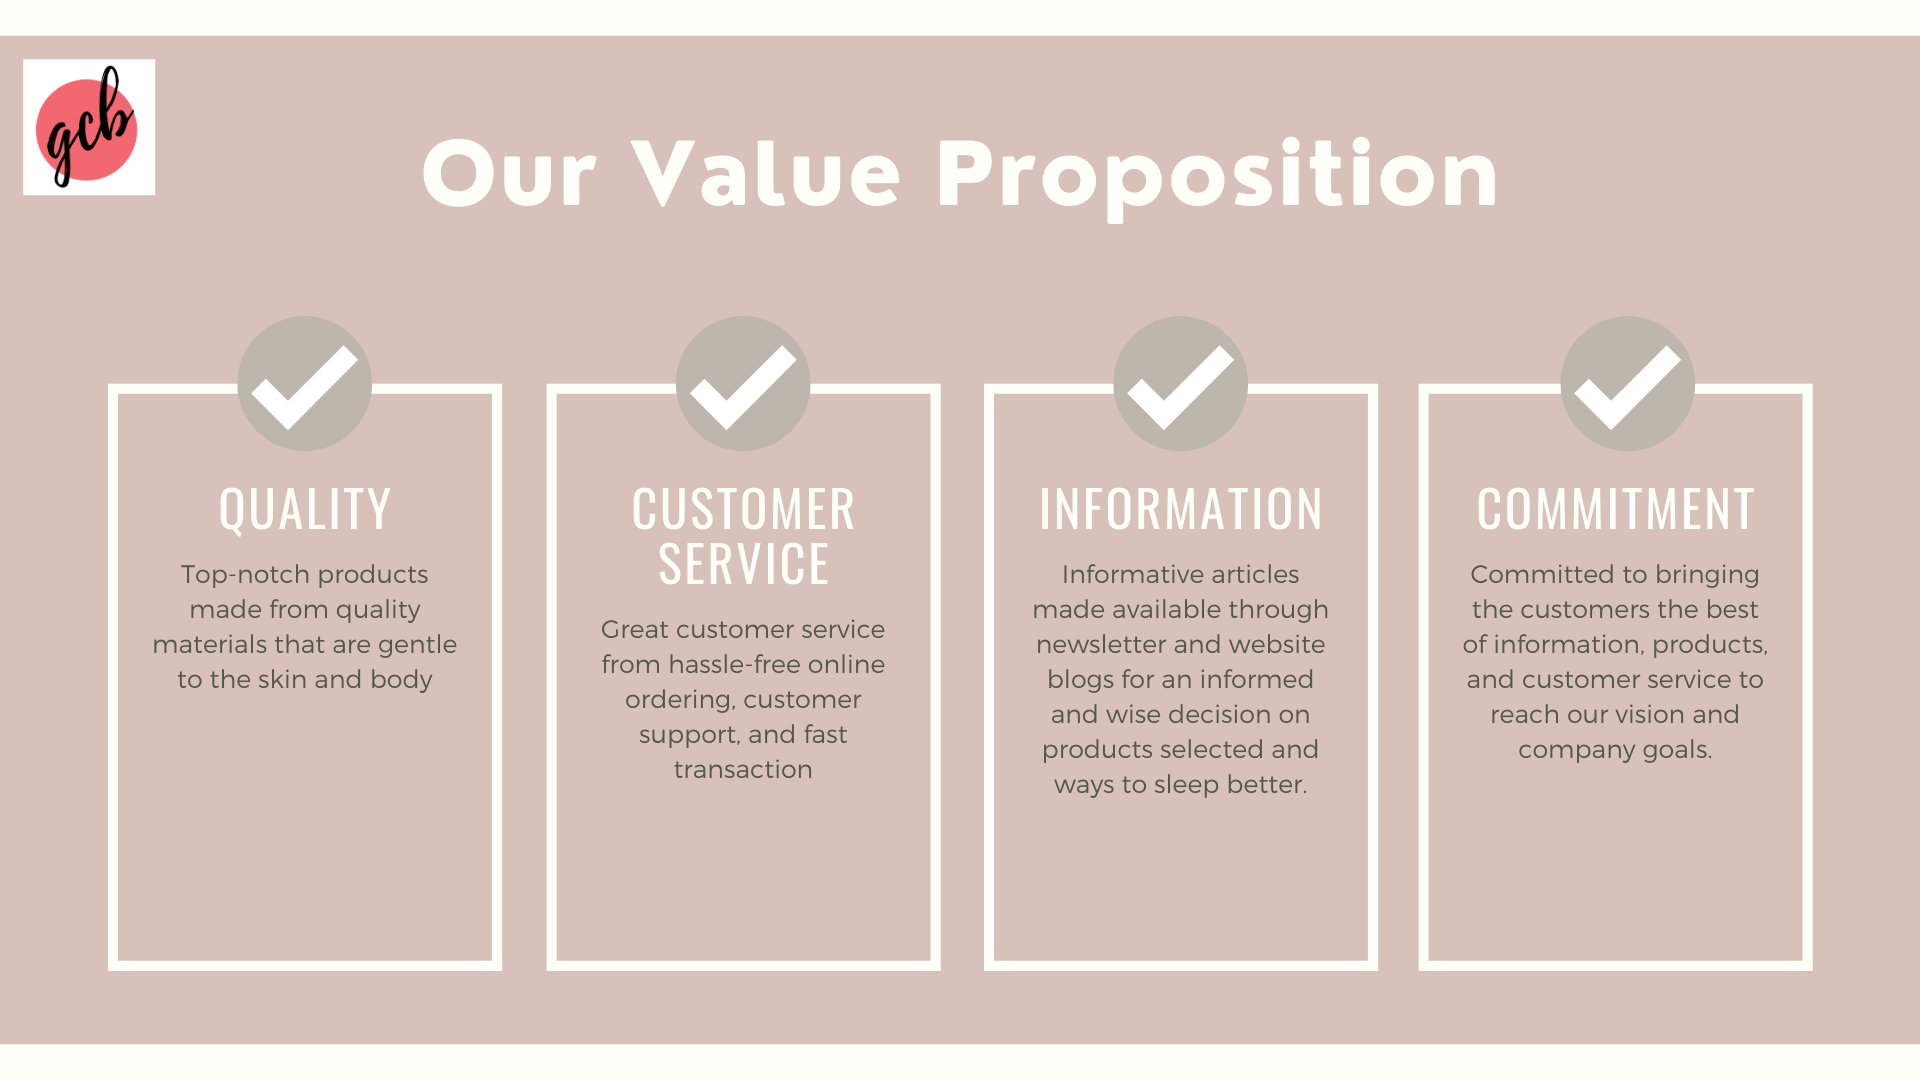 gcb
Our Value Proposition
QUALITY
Top-notch products
made from quality
materials that are gentle
to the skin and body
CUSTOMER
SERVICE
Great customer service
from hassle-free online
ordering, customer
support, and fast
transaction
INFORMATION
Informative articles
made available through
newsletter and website
blogs for an informed
and wise decision on
products selected and
ways to sleep better.
COMMITMENT
Committed to bringing
the customers the best
of information, products,
and customer service to
reach our vision and
company goals.